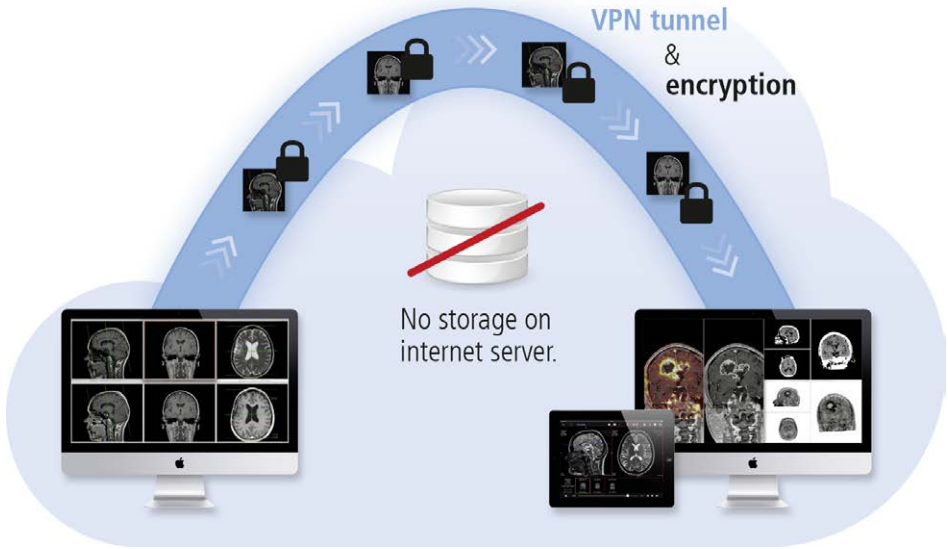 VPN tunnel
&
encryption
No storage on
internet server.